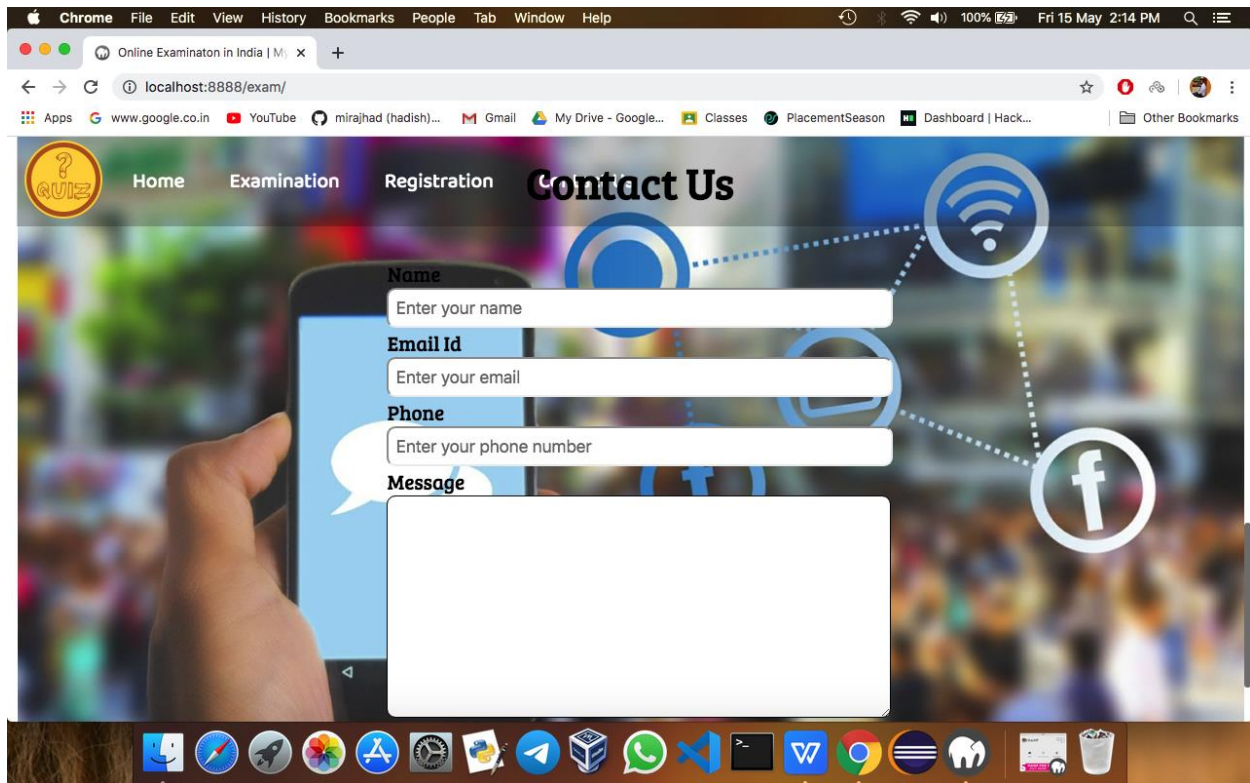 Chrome File Edit View History Bookmarks People Tab Window Help 100% Fri 15 May 2:14 PM
Online Examinaton in India | My
localhost:8888/exam/
Apps www.google.co.in YouTube mirajhad (hadish)... Gmail My Drive - Google... Classes PlacementSeason Dashboard | Hack... Other Bookmarks
? QUIZ
Home Examination Registration Contact Us
Contact Us
Name
Enter your name
Email Id
Enter your email
Phone
Enter your phone number
Message